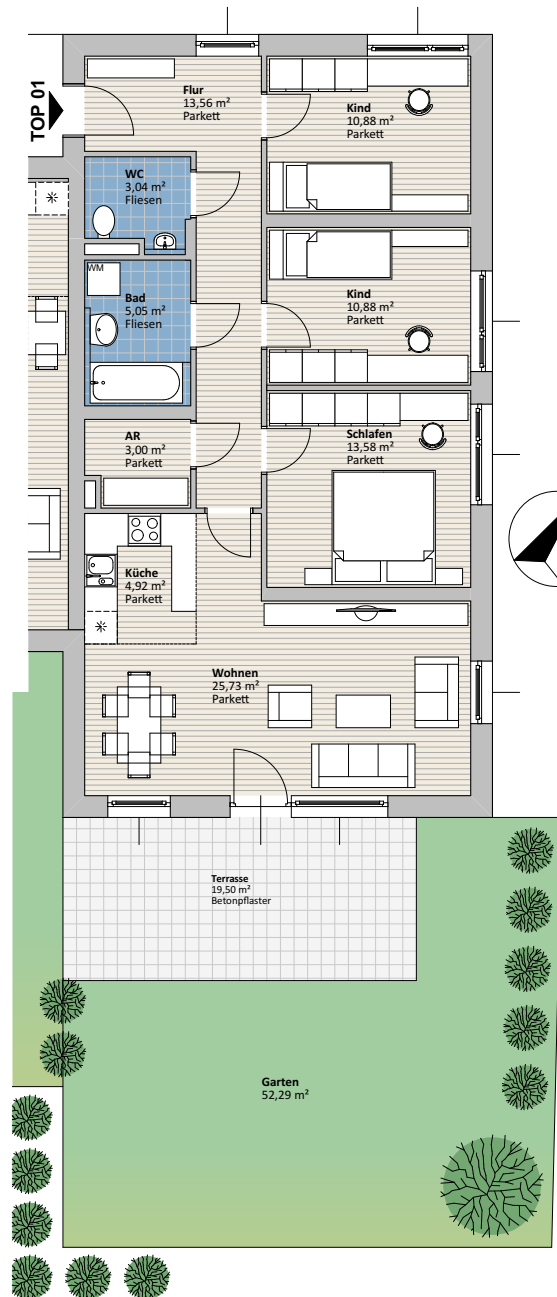 TOP 01
Flur
13,56 m²
Parkett
Kind
10,88 m²
Parkett
WC
3,04 m²
Fliesen
WM
Bad
5,05 m²
Fliesen
Kind
10,88 m²
Parkett
AR
3,00 m²
Parkett
Schlafen
13,58 m²
Parkett
Küche
4,92 m²
Parkett
Wohnen
25,73 m²
Parkett
Terrasse
19,50 m²
Betonpflaster
Garten
52,29 m²